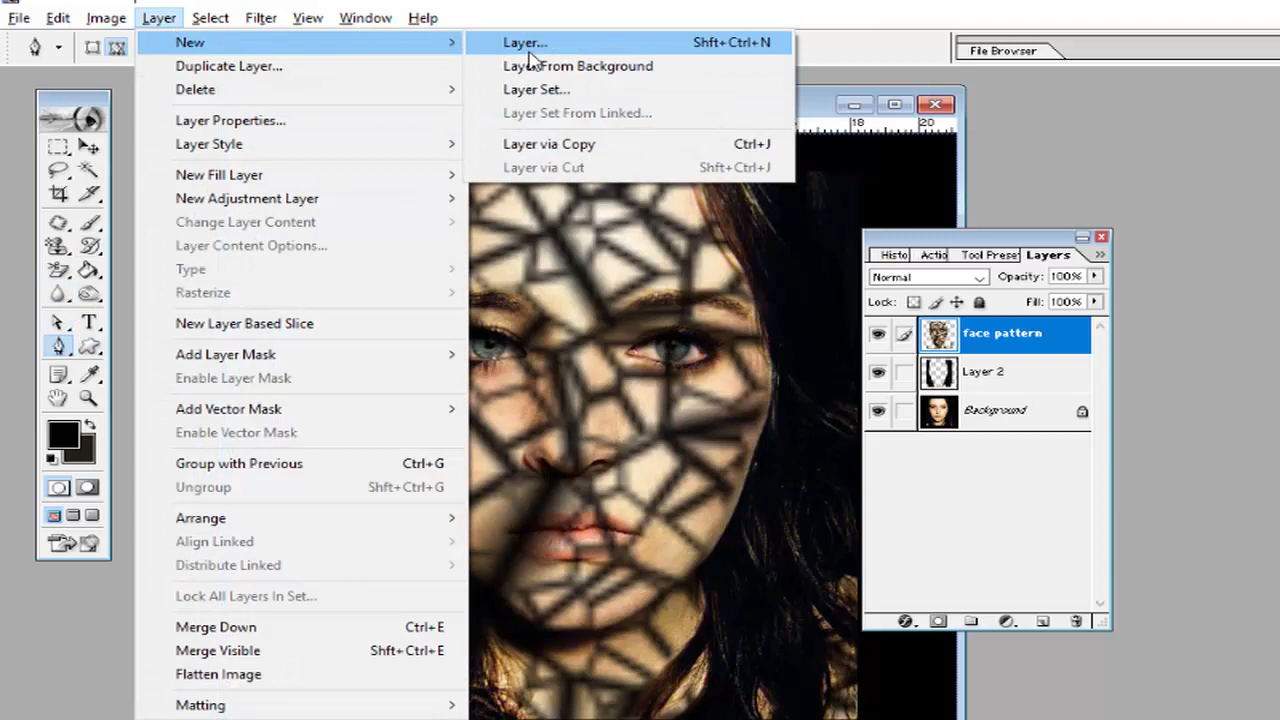 File Edit Image Layer Select Filter View Window Help
File Browser
New
Duplicate Layer...
Delete
Layer Properties...
Layer Style
New Fill Layer
New Adjustment Layer
Change Layer Content
Layer Content Options...
Type
Rasterize
New Layer Based Slice
Add Layer Mask
Enable Layer Mask
Add Vector Mask
Enable Vector Mask
Group with Previous Ctrl+G
Ungroup Shft+Ctrl+G
Arrange
Align Linked
Distribute Linked
Lock All Layers In Set...
Merge Down Ctrl+E
Merge Visible Shft+Ctrl+E
Flatten Image
Matting
Layer... Shft+Ctrl+N
From Background
Layer Set...
Layer Set From Linked...
Layer via Copy Ctrl+J
Layer via Cut Shft+Ctrl+J
18 20
Histo Actio Tool Preset Layers
Normal Opacity: 100%
Lock: Fill: 100%
face pattern
Layer 2
Background